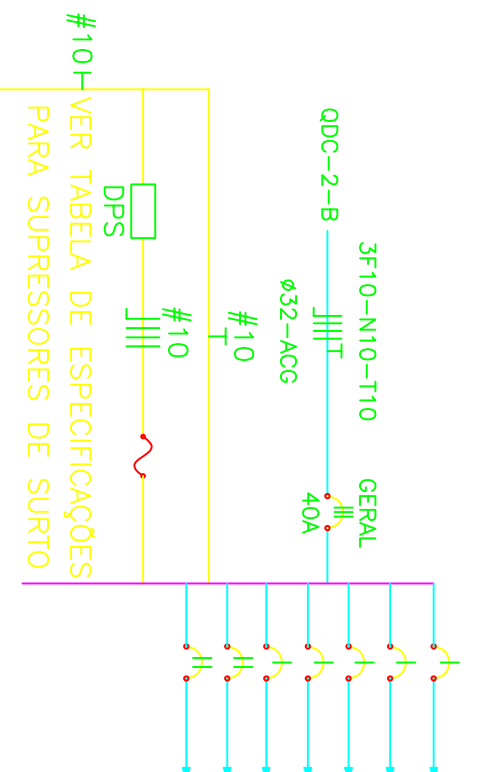 3F10-N10-T10
GERAL
QDC-2-B
40A
ø32-ACG
#10
T
#10
DPS
#10
VER TABELA DE ESPECIFICAÇÕES
PARA SUPRESSORES DE SURTO